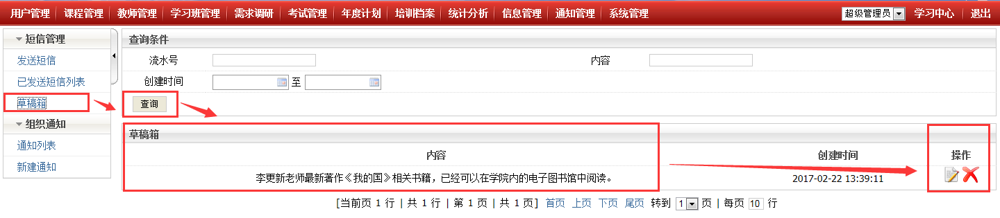 用户管理 课程管理 教师管理 学习班管理 需求调研 考试管理 年度计划 培训档案 统计分析 信息管理 通知管理 系统管理 超级管理员 学习中心 退出
短信管理
发送短信
已发送短信列表
草稿箱
组织通知
通知列表
新建通知
查询条件
流水号 内容
创建时间 至
查询
草稿箱
内容 创建时间 操作
李更新老师最新著作《我的国》相关书籍，已经可以在学院内的电子图书馆中阅读。 2017-02-22 13:39:11
[当前页 1 行 | 共 1 行 | 第 1 页 | 共 1 页] 首页 上页 下页 尾页 转到 1 页 | 每页 10 行